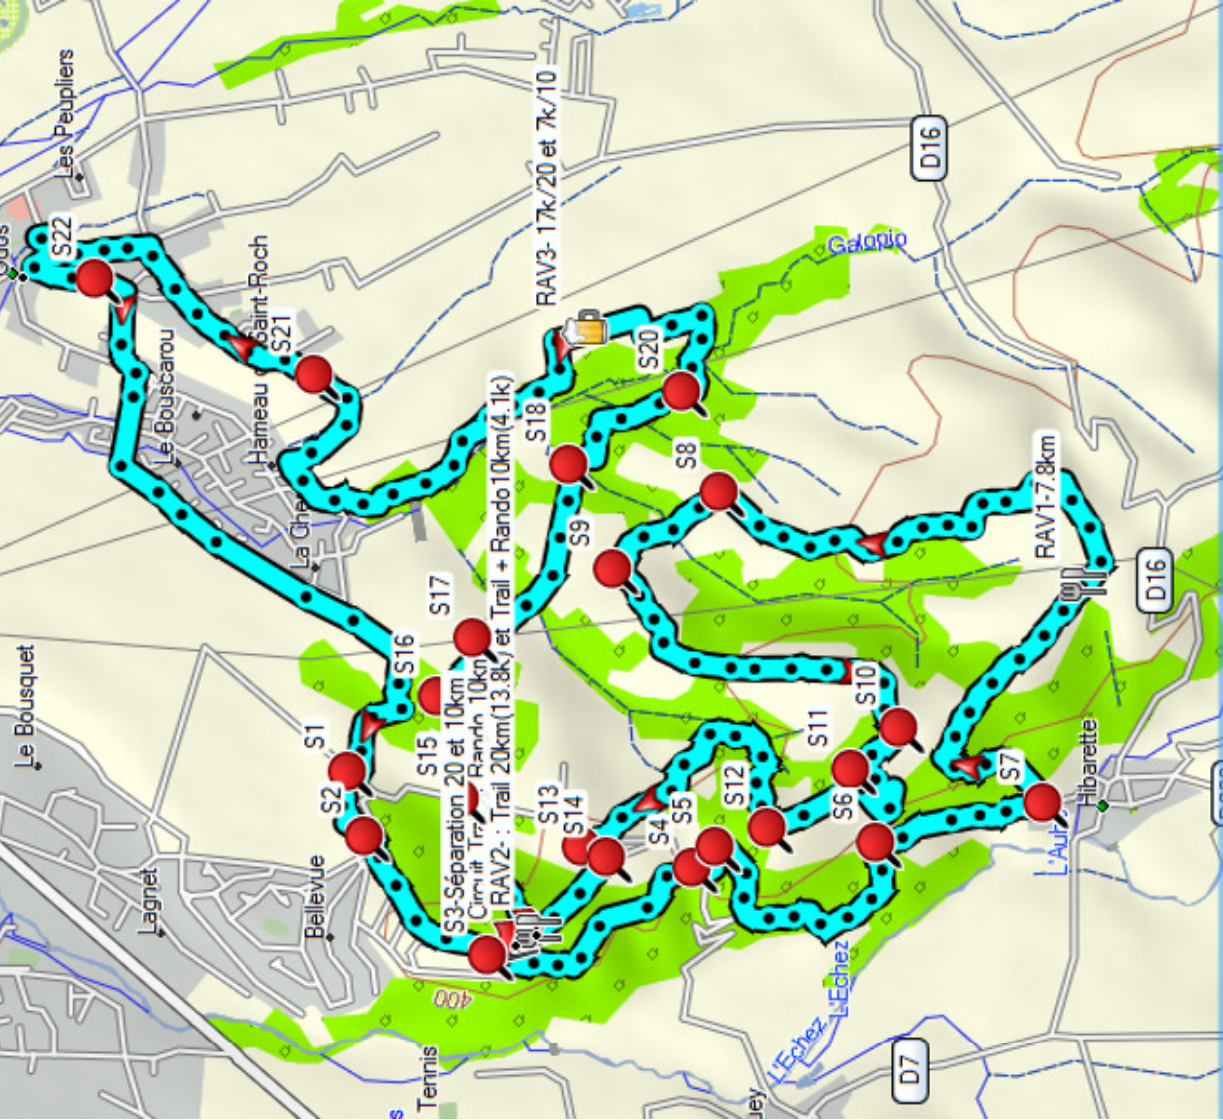 Les Peupliers
S22
Saint-Roch
Hameau
S21
Le Bouscarou
RAV3- 17k/20 et 7k/10
Galopio
D16
S20
S18
S8
S9
La Che
S17
S16
RAV1-7.8km
D16
Le Bousquet
S1
S2
S15
S10
S11
S12
S13
S14
S4
S5
S6
S7
Hibarette
Lagnet
Bellevue
S3-Séparation 20 et 10km
Rando 10km
RAV2- : Trail 20km(13.8k) et Trail + Rando10km(4.1k)
400
Tennis
L'Echez
L'Echez
D7